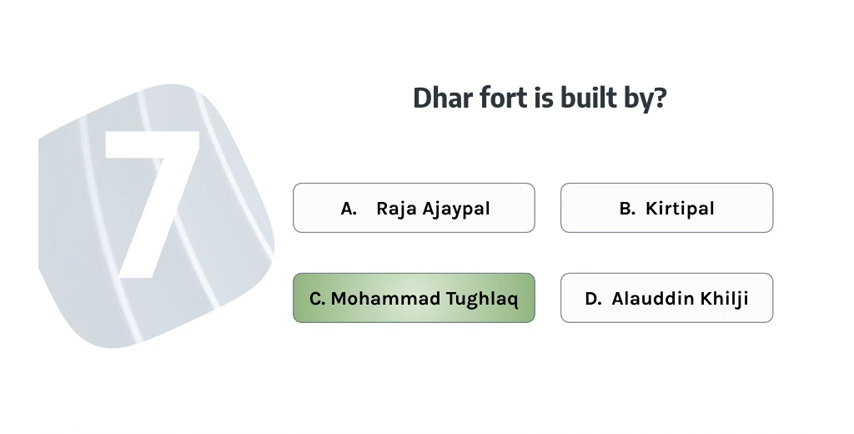 7
Dhar fort is built by?
A. Raja Ajaypal
B. Kirtipal
C. Mohammad Tughlaq
D. Alauddin Khilji